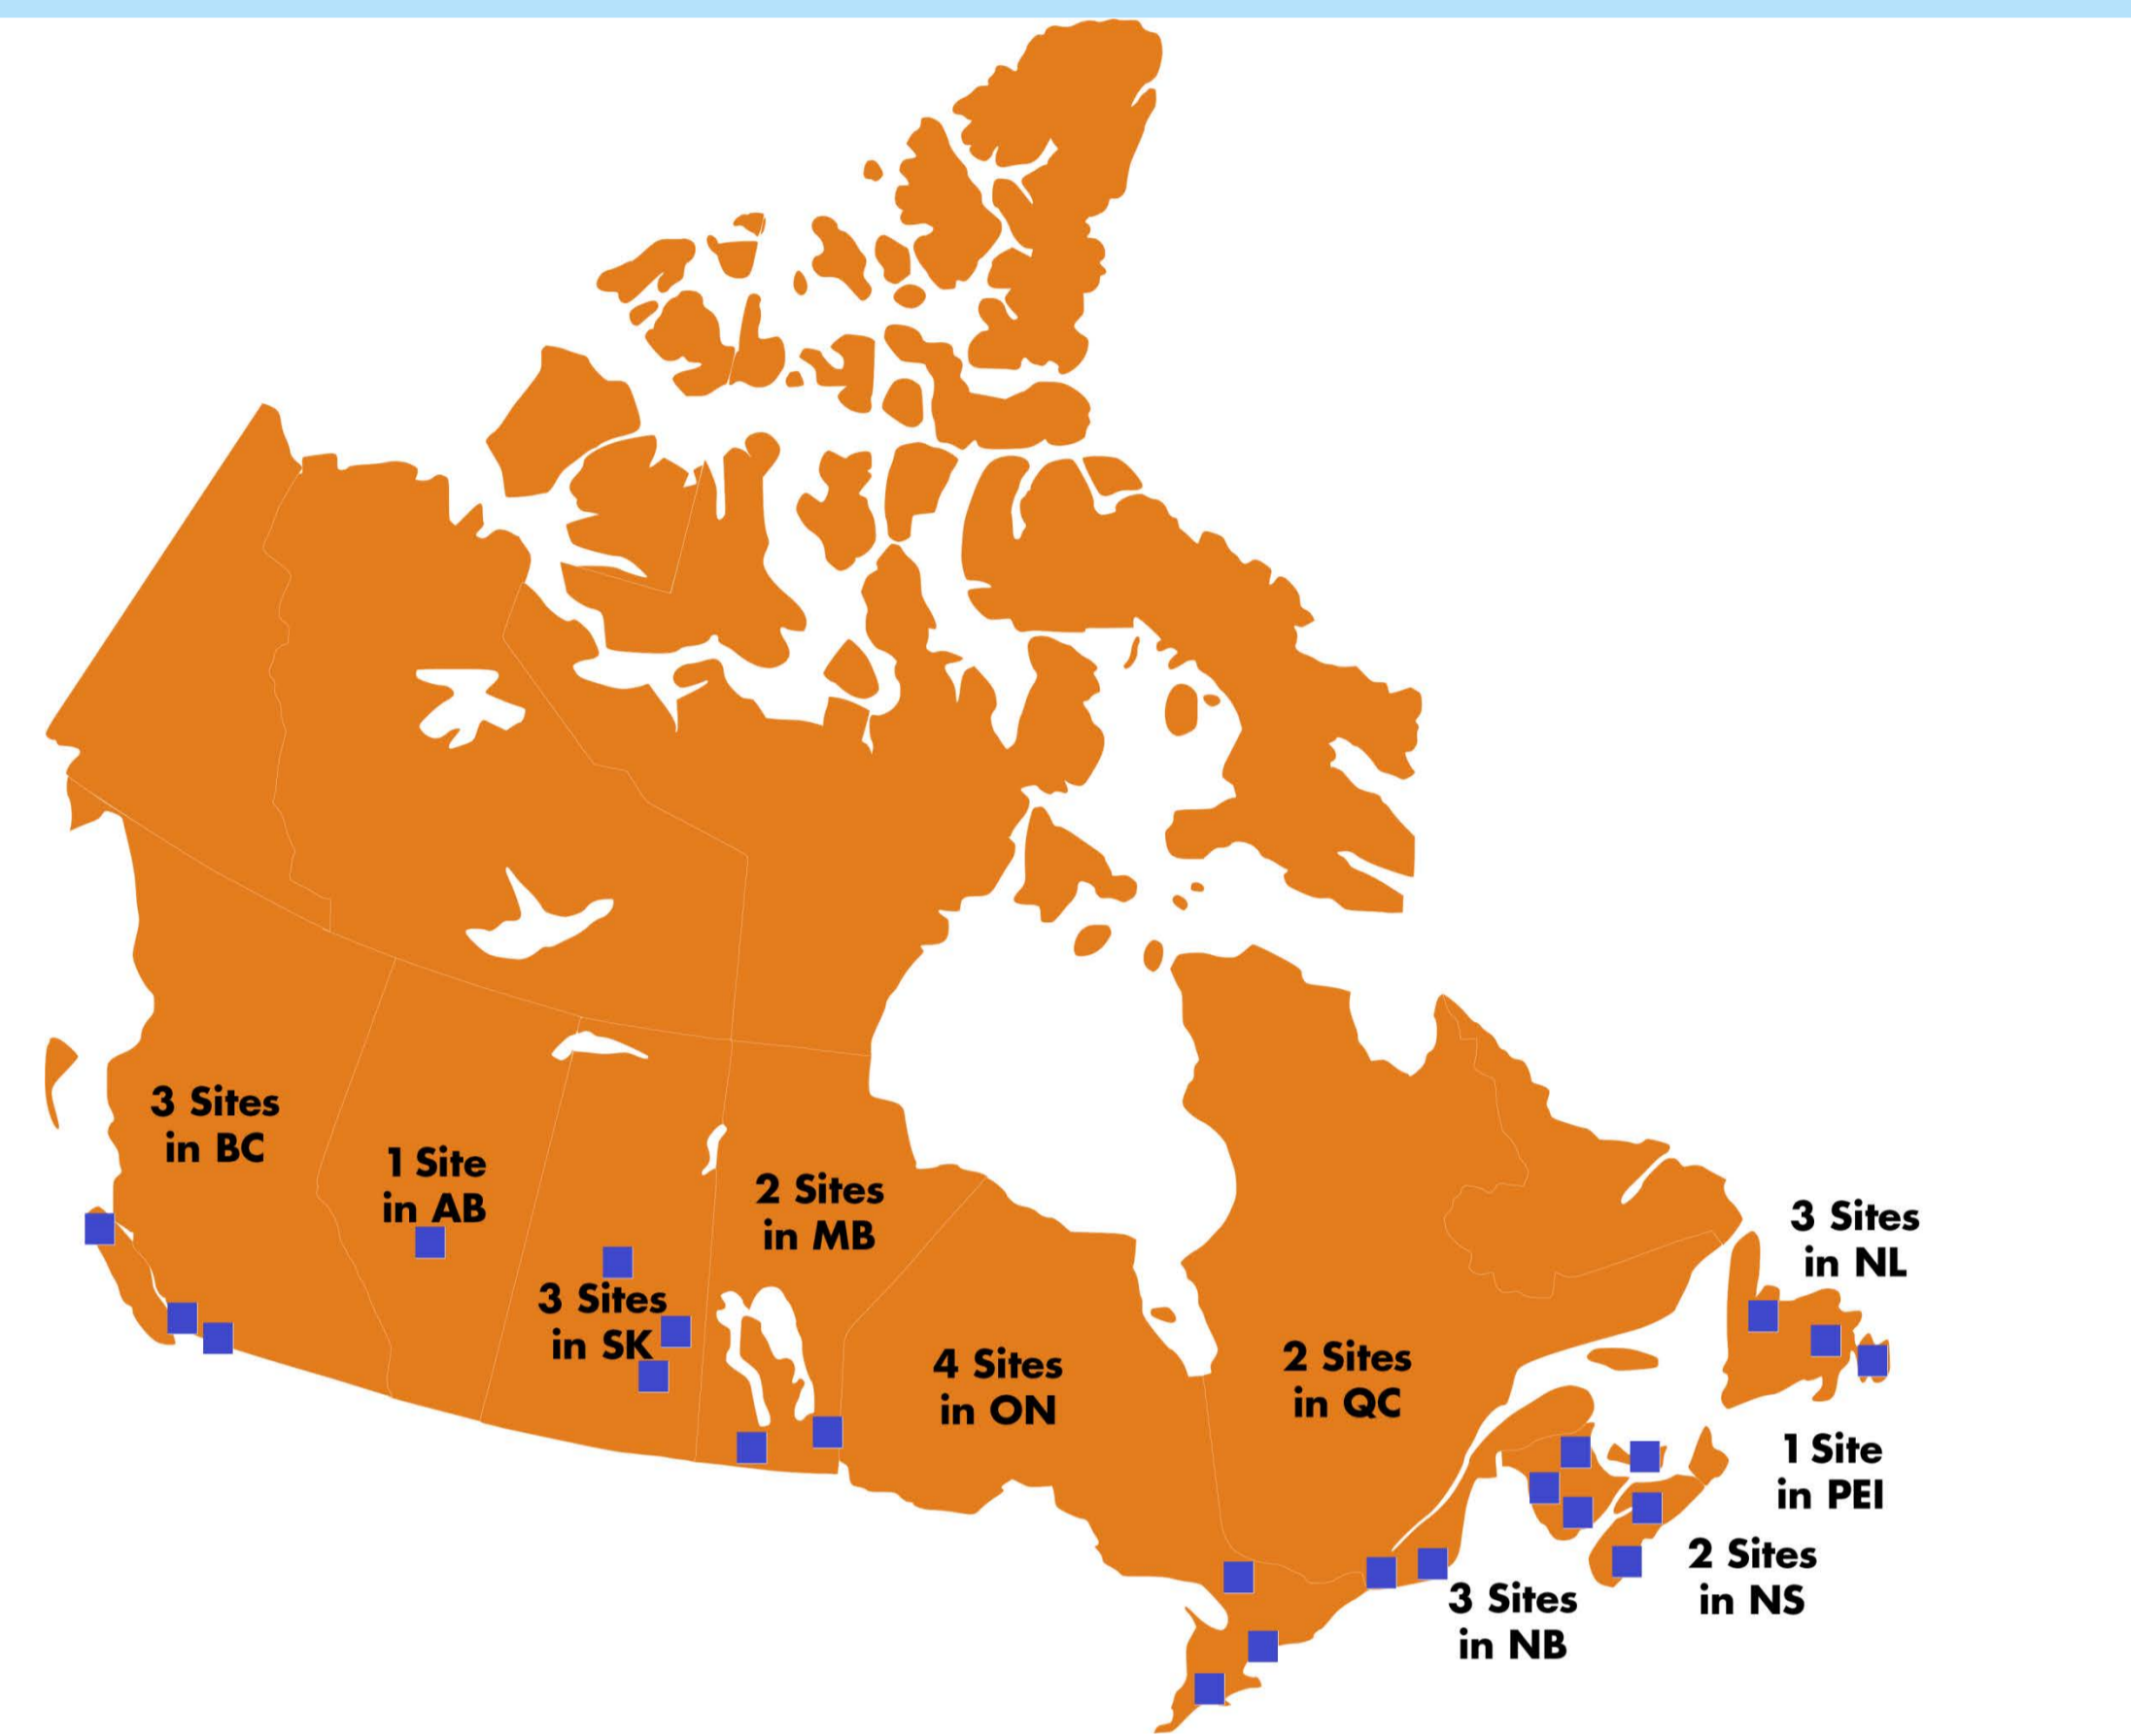 3 Sites
in BC
1 Site
in AB
3 Sites
in SK
2 Sites
in MB
4 Sites
in ON
2 Sites
in QC
3 Sites
in NL
1 Site
in PEI
2 Sites
in NS
3 Sites
in NB